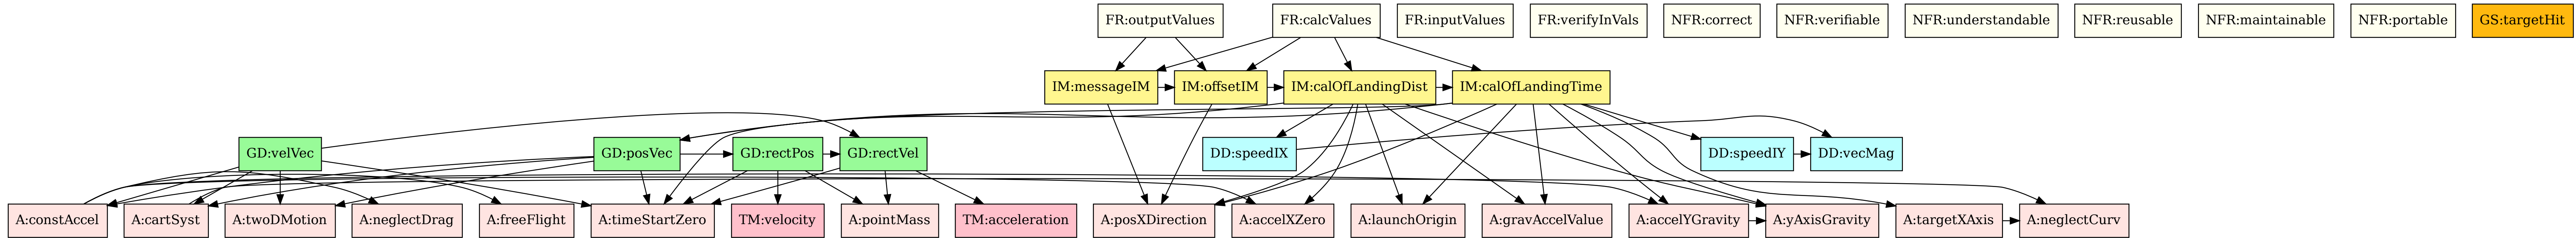 FR:outputValues
FR:calcValues
FR:inputValues
FR:verifyInVals
NFR:correct
NFR:verifiable
NFR:understandable
NFR:reusable
NFR:maintainable
NFR:portable
GS:targetHit
IM:messageIM
IM:offsetIM
IM:calOfLandingDist
IM:calOfLandingTime
GD:velVec
GD:posVec
GD:rectPos
GD:rectVel
DD:speedIX
DD:speedIY
DD:vecMag
A:constAccel
A:cartSyst
A:twoDMotion
A:neglectDrag
A:freeFlight
A:timeStartZero
TM:velocity
A:pointMass
TM:acceleration
A:posXDirection
A:accelXZero
A:launchOrigin
A:gravAccelValue
A:accelYGravity
A:yAxisGravity
A:targetXAxis
A:neglectCurv